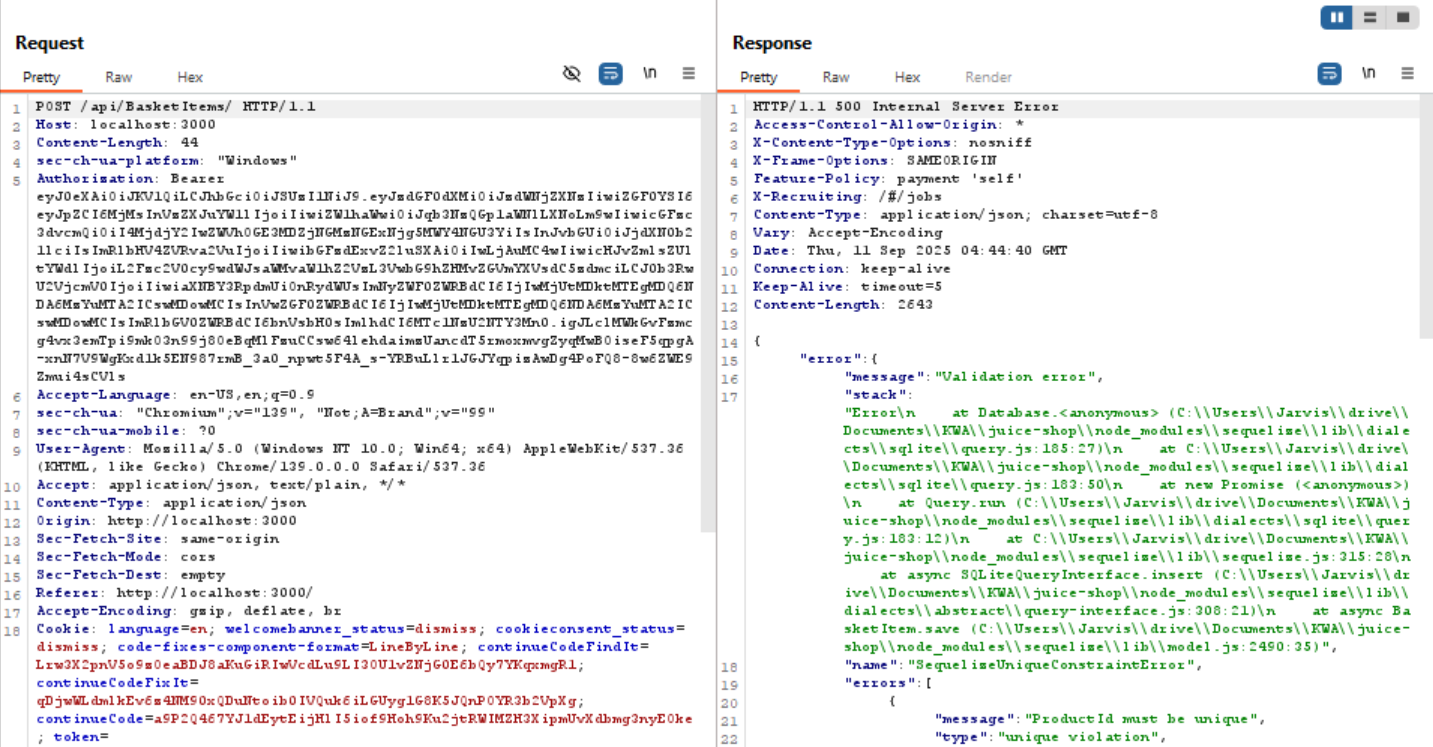 Request
Pretty Raw Hex
\n
1 POST /api/BasketItems/ HTTP/1.1
2 Host: localhost:3000
3 Content-Length: 44
4 sec-ch-ua-platform: "Windows"
5 Authorization: Bearer
6 Accept-Language: en-US,en;q=0.9
7 sec-ch-ua: "Chromium";v="139", "Not;A=Brand";v="99"
8 sec-ch-ua-mobile: ?0
9 User-Agent: Mozilla/5.0 (Windows NT 10.0; Win64; x64) AppleWebKit/537.36
(KHTML, like Gecko) Chrome/139.0.0.0 Safari/537.36
10 Accept: application/json, text/plain, */*
11 Content-Type: application/json
12 Origin: http://localhost:3000
13 Sec-Fetch-Site: same-origin
14 Sec-Fetch-Mode: cors
15 Sec-Fetch-Dest: empty
16 Referer: http://localhost:3000/
17 Accept-Encoding: gzip, deflate, br
18 Cookie: language=en; welcomebanner_status=dismiss; cookieconsent_status=
dismiss; code-fixes-component-format=LineByLine; continueCodeFindIt=
continueCodeFixIt=
continueCode=
; token=
Response
Pretty Raw Hex Render
\n
1 HTTP/1.1 500 Internal Server Error
2 Access-Control-Allow-Origin: *
3 X-Content-Type-Options: nosniff
4 X-Frame-Options: SAMEORIGIN
5 Feature-Policy: payment 'self'
6 X-Recruiting: /#/jobs
7 Content-Type: application/json; charset=utf-8
8 Vary: Accept-Encoding
9 Date: Thu, 11 Sep 2025 04:44:40 GMT
10 Connection: keep-alive
11 Keep-Alive: timeout=5
12 Content-Length: 2643
13
14 {
15 "error":{
16 "message":"Validation error",
17 "stack":
"Error\n    at Database.<anonymous> (C:\\Users\\Jarvis\\drive\\
Documents\\KWA\\juice-shop\\node_modules\\sequelize\\lib\\diale
cts\\sqlite\\query.js:185:27)\n    at C:\\Users\\Jarvis\\drive\
\Documents\\KWA\\juice-shop\\node_modules\\sequelize\\lib\\dial
ects\\sqlite\\query.js:183:50\n    at new Promise (<anonymous>)
\n    at Query.run (C:\\Users\\Jarvis\\drive\\Documents\\KWA\\j
uice-shop\\node_modules\\sequelize\\lib\\dialects\\sqlite\\quer
y.js:183:12)\n    at C:\\Users\\Jarvis\\drive\\Documents\\KWA\\
juice-shop\\node_modules\\sequelize\\lib\\sequelize.js:315:28\n
    at async SQLiteQueryInterface.insert (C:\\Users\\Jarvis\\dr
ive\\Documents\\KWA\\juice-shop\\node_modules\\sequelize\\lib\\
dialects\\abstract\\query-interface.js:308:21)\n    at async Ba
sketItem.save (C:\\Users\\Jarvis\\drive\\Documents\\KWA\\juice-
shop\\node_modules\\sequelize\\lib\\model.js:2490:35)",
18 "name":"SequelizeUniqueConstraintError",
19 "errors":[
20 {
21 "message":"ProductId must be unique",
22 "type":"unique violation",